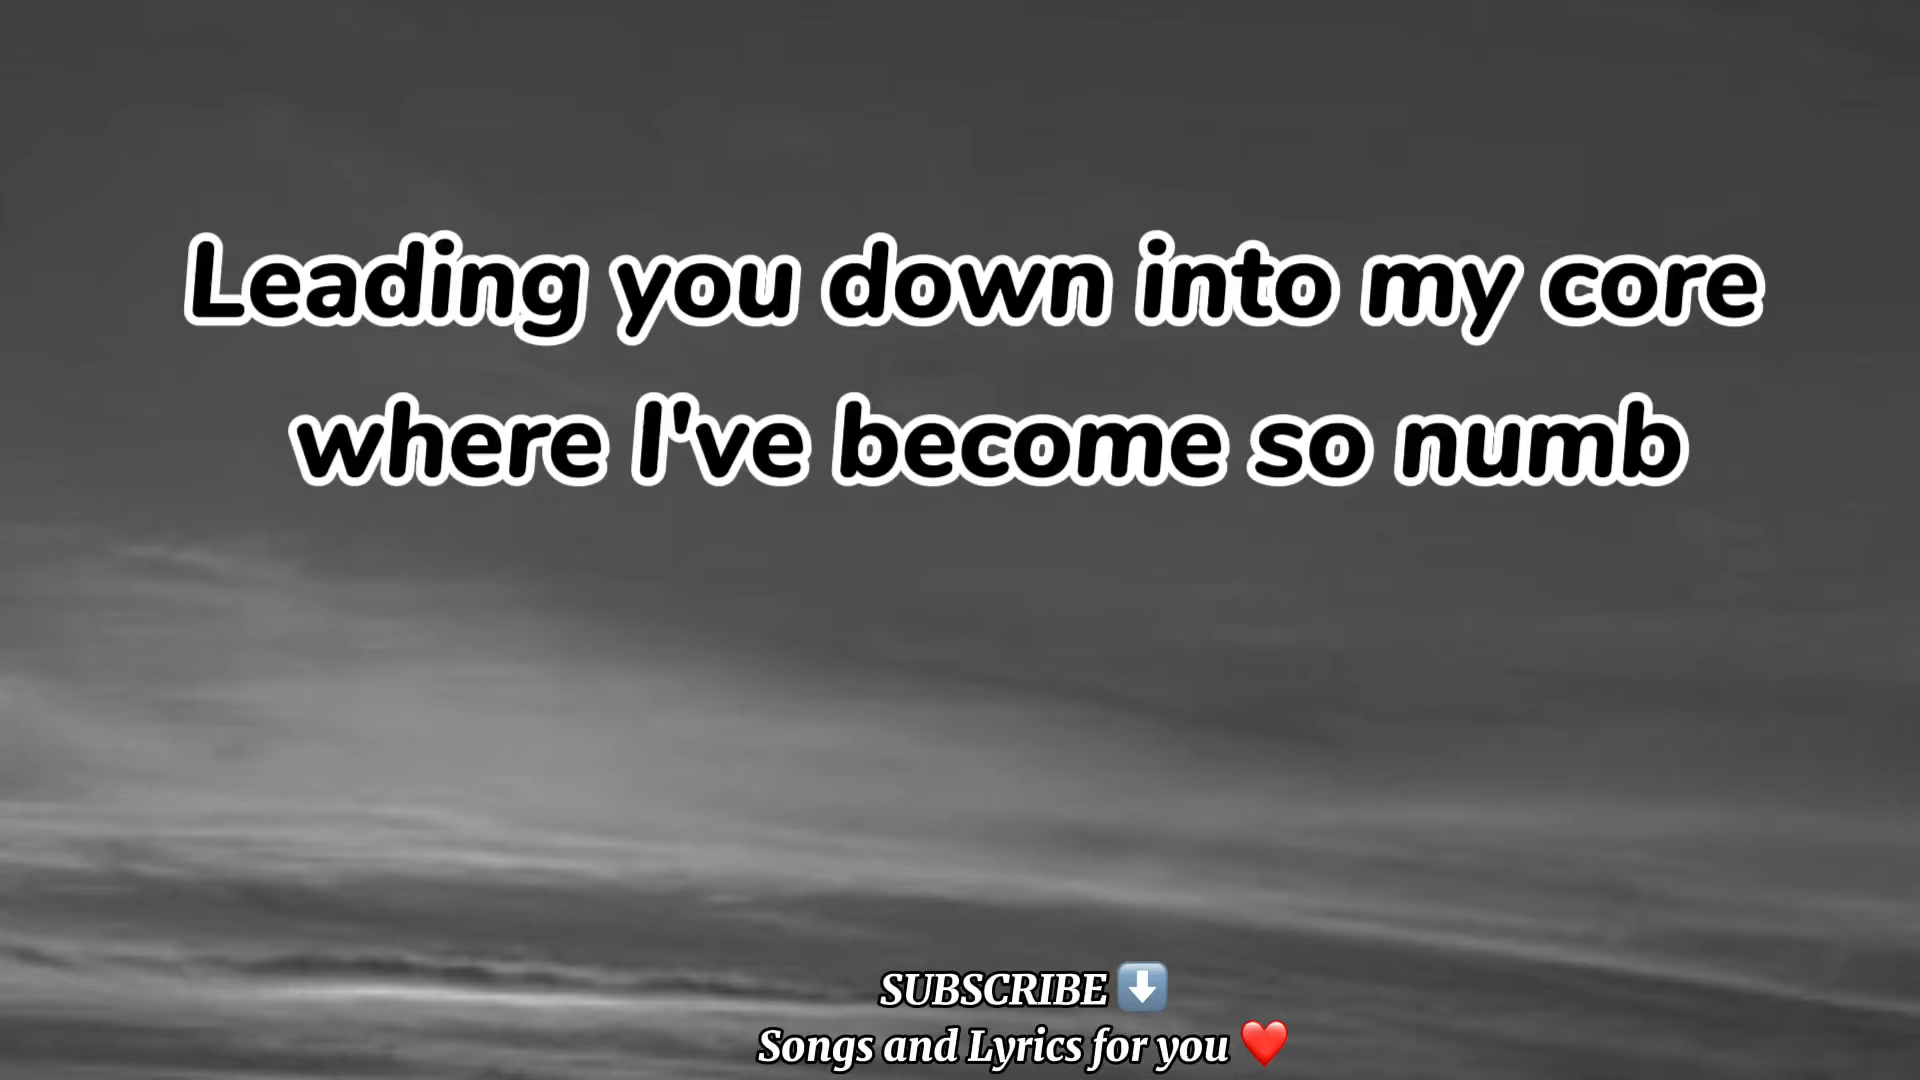 Leading you down into my core
where I've become so numb
SUBSCRIBE ⬇️
Songs and Lyrics for you ❤️